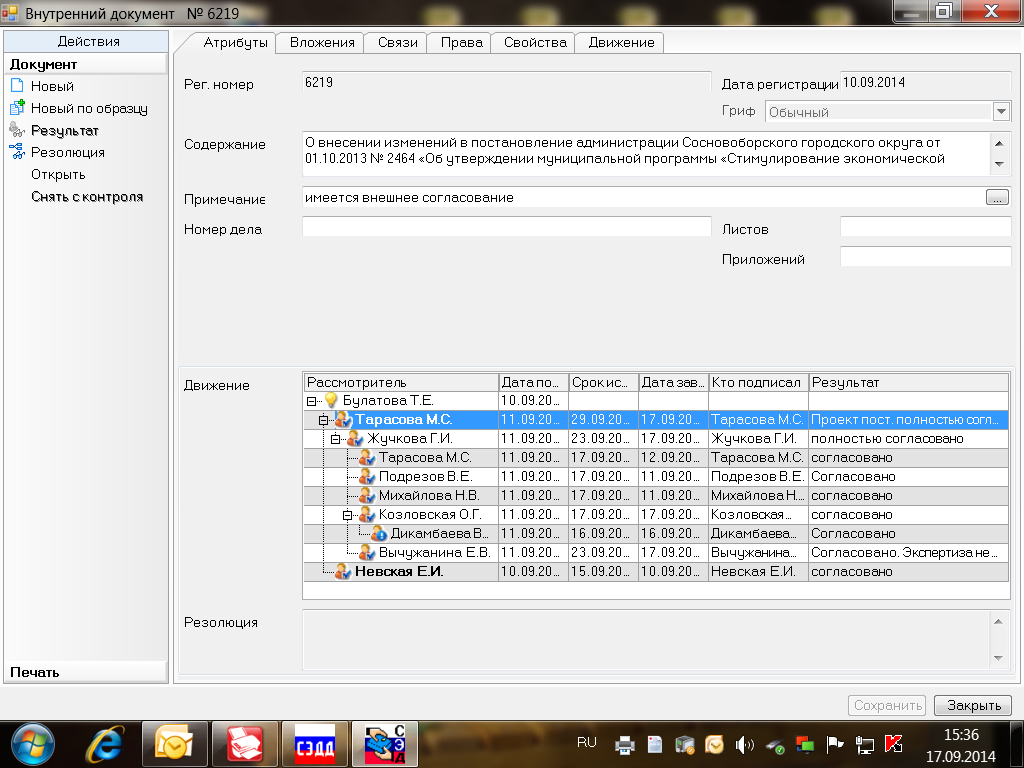 Внутренний документ № 6219
Действия
Документ
Новый
Новый по образцу
Результат
Резолюция
Открыть
Снять с контроля
Печать
Атрибуты Вложения Связи Права Свойства Движение
Рег. номер 6219 Дата регистрации 10.09.2014
Гриф Обычный
Содержание О внесении изменений в постановление администрации Сосновоборского городского округа от
01.10.2013 № 2464 «Об утверждении муниципальной программы «Стимулирование экономической
Примечание имеется внешнее согласование ...
Номер дела Листов
Приложений
Движение
Рассмотритель Дата по... Срок ис... Дата зав... Кто подписал Результат
Булатова Т.Е. 10.09.20...
Тарасова М.С. 11.09.20... 29.09.20... 17.09.20... Тарасова М.С. Проект пост. полностью согл...
Жучкова Г.И. 11.09.20... 23.09.20... 17.09.20... Жучкова Г.И. полностью согласовано
Тарасова М.С. 11.09.20... 17.09.20... 12.09.20... Тарасова М.С. согласовано
Подрезов В.Е. 11.09.20... 17.09.20... 17.09.20... Подрезов В.Е. Согласовано
Михайлова Н.В. 11.09.20... 17.09.20... 11.09.20... Михайлова Н... согласовано
Козловская О.Г. 11.09.20... 17.09.20... 17.09.20... Козловская... согласовано
Дикамбаева В... 11.09.20... 16.09.20... 16.09.20... Дикамбаева... Согласовано
Вычужанина Е.В. 11.09.20... 23.09.20... 17.09.20... Вычужанина... Согласовано. Экспертиза не...
Невская Е.И. 10.09.20... 15.09.20... 10.09.20... Невская Е.И. согласовано
Резолюция
Сохранить Закрыть
СЭДД
СЭД
RU
15:36
17.09.2014